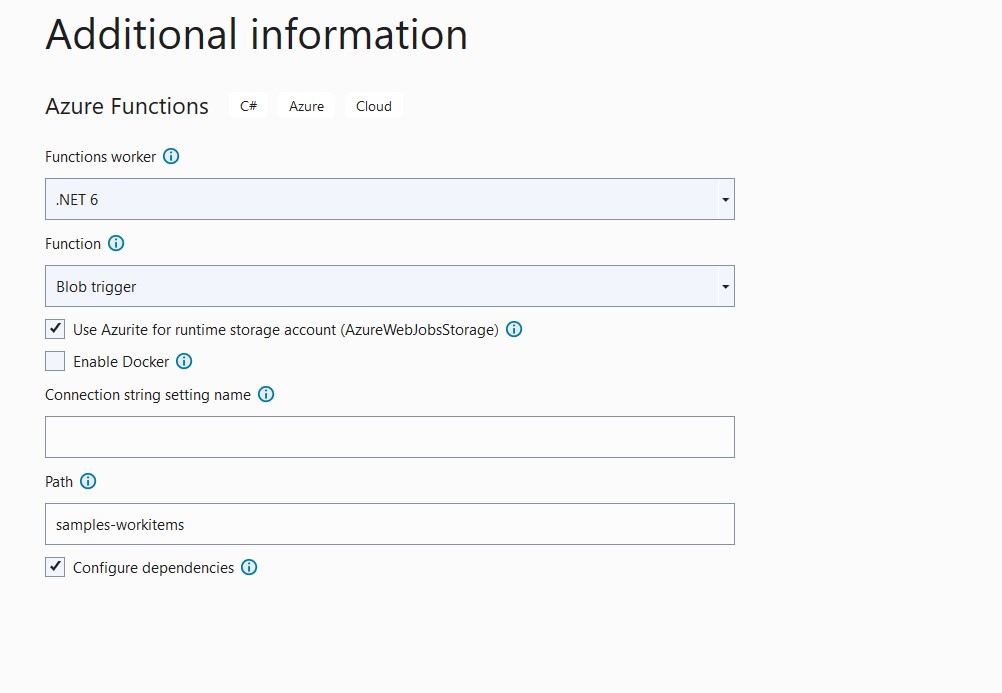 Additional information
Azure Functions C# Azure Cloud
Functions worker
.NET 6
Function
Blob trigger
Use Azurite for runtime storage account (AzureWebJobsStorage)
Enable Docker
Connection string setting name
Path
samples-workitems
Configure dependencies